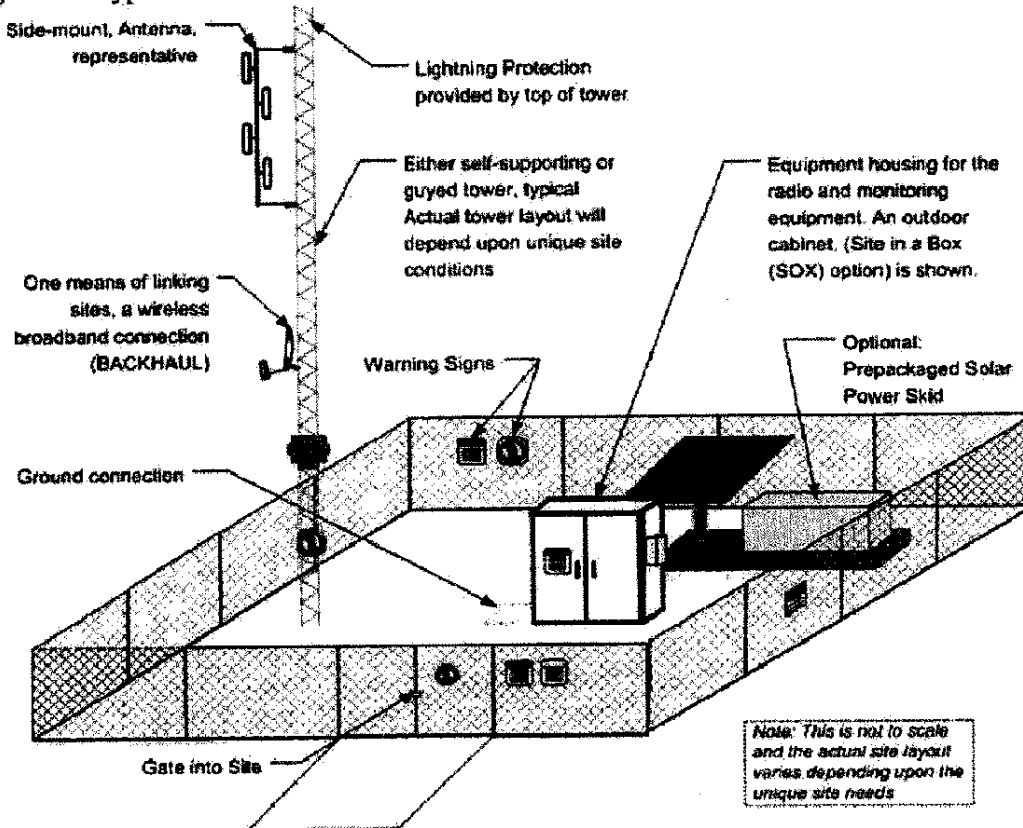 Side-mount, Antenna,
representative
Lightning Protection
provided by top of tower
Either self-supporting or
guyed tower, typical
Actual tower layout will
depend upon unique site
conditions
Equipment housing for the
radio and monitoring
equipment. An outdoor
cabinet, (Site in a Box
(SOX) option) is shown.
One means of linking
sites, a wireless
broadband connection
(BACKHAUL)
Warning Signs
Optional:
Prepackaged Solar
Power Skid
Ground connection
Gate into Site
Note: This is not to scale
and the actual site layout
varies depending upon the
unique site needs